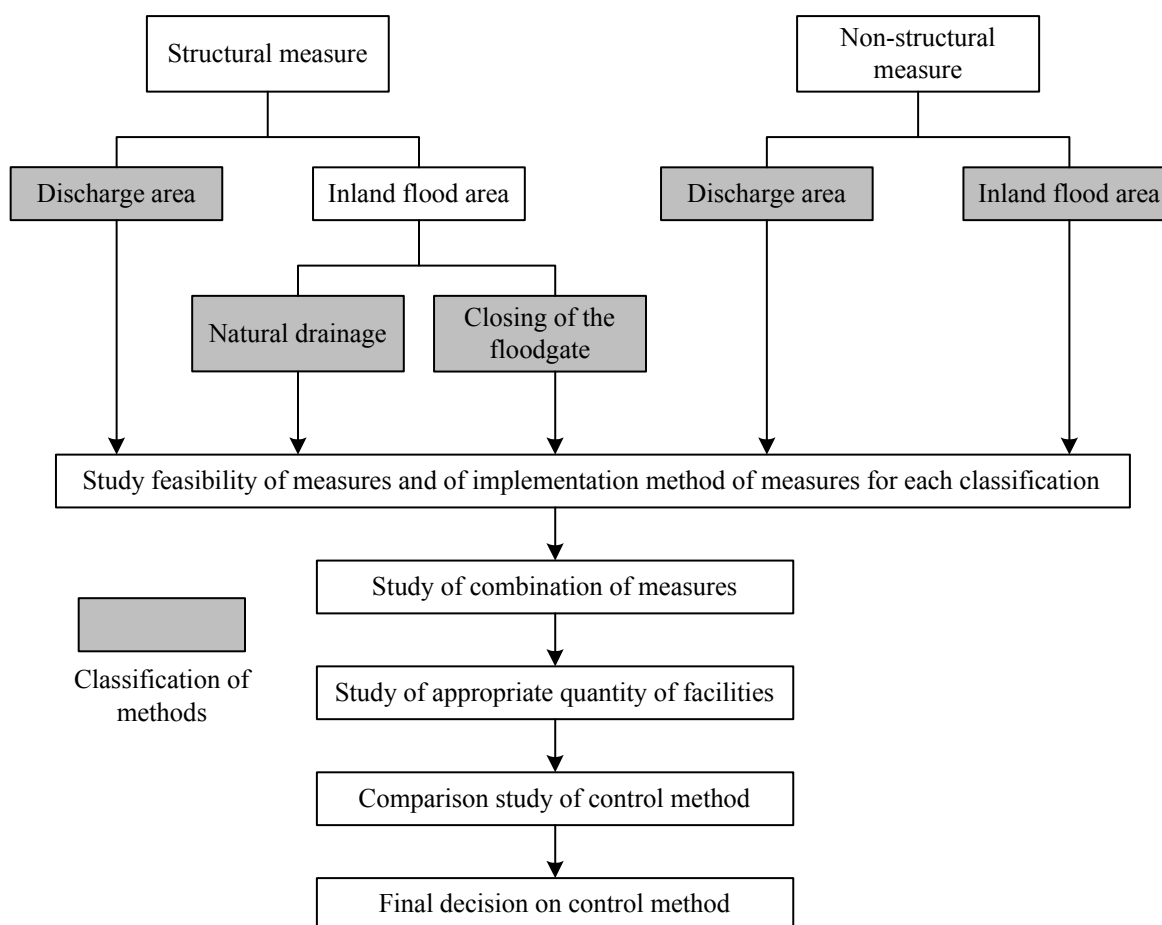 Structural measure
Non-structural
measure
Discharge area
Inland flood area
Discharge area
Inland flood area
Natural drainage
Closing of the
floodgate
Study feasibility of measures and of implementation method of measures for each classification
Study of combination of measures
Classification of
methods
Study of appropriate quantity of facilities
Comparison study of control method
Final decision on control method